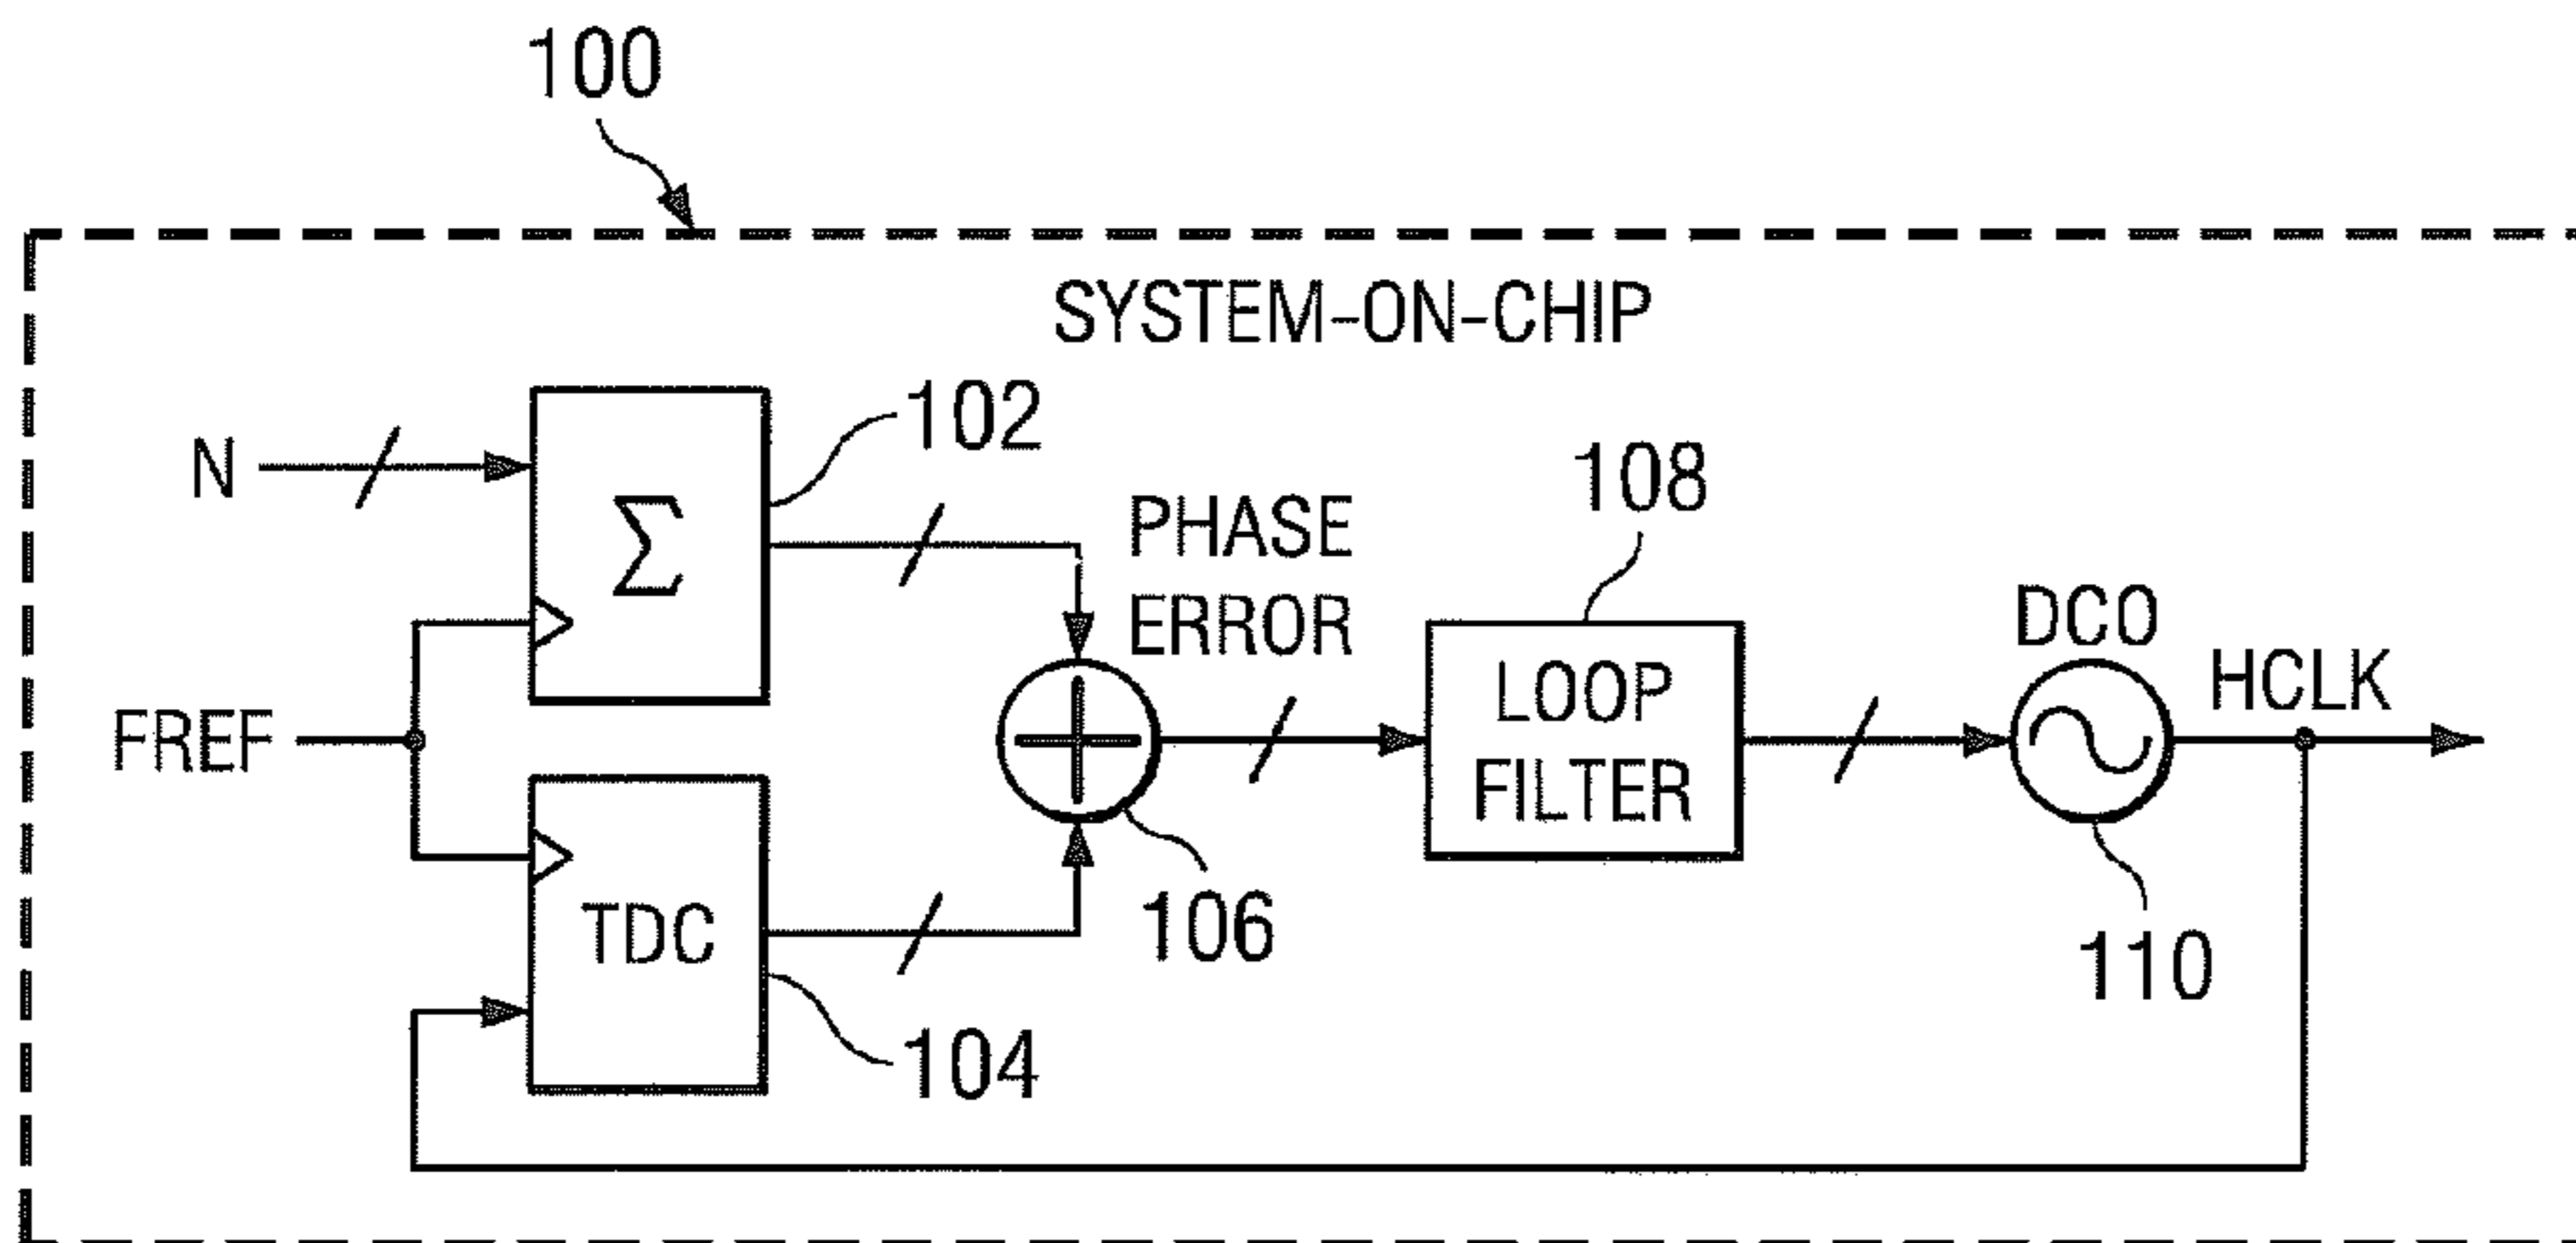 100
SYSTEM-ON-CHIP
N
Σ
102
PHASE
ERROR
108
LOOP
FILTER
DCO
HCLK
FREF
TDC
104
106
110